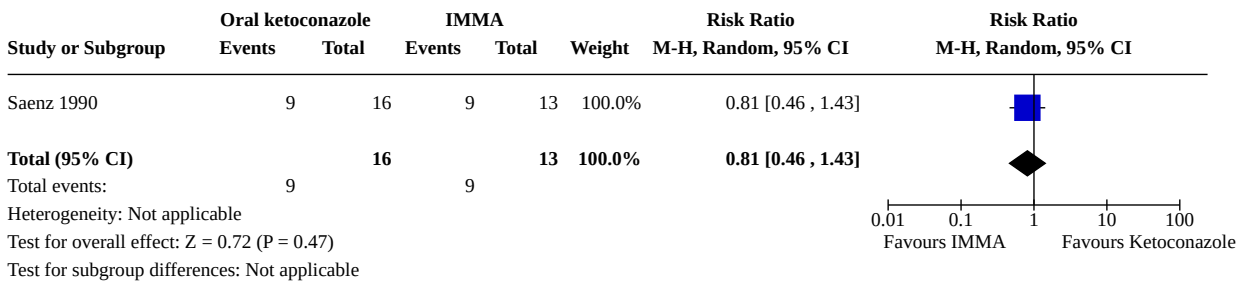 Oral ketoconazole IMMA Risk Ratio Risk Ratio
Study or Subgroup Events Total Events Total Weight M-H, Random, 95% CI M-H, Random, 95% CI
Saenz 1990 9 16 9 13 100.0% 0.81 [0.46 , 1.43]
Total (95% CI) 16 13 100.0% 0.81 [0.46 , 1.43]
Total events: 9 9
Heterogeneity: Not applicable
0.01 0.1 1 10 100
Test for overall effect: Z = 0.72 (P = 0.47)
Favours IMMA Favours Ketoconazole
Test for subgroup differences: Not applicable